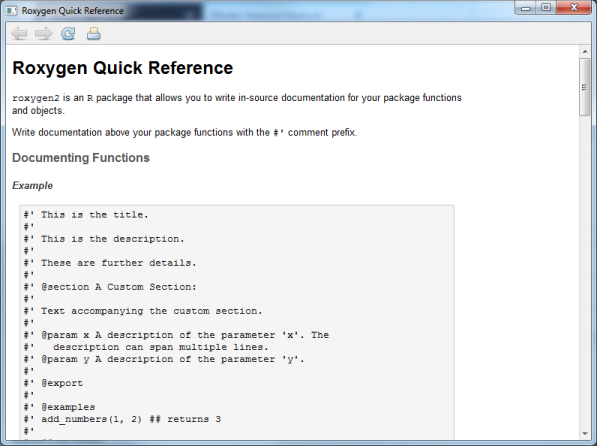 Roxygen Quick Reference
Roxygen Quick Reference
roxygen2 is an R package that allows you to write in-source documentation for your package functions
and objects.
Write documentation above your package functions with the #' comment prefix.
Documenting Functions
Example
#' This is the title.
#'
#' This is the description.
#'
#' These are further details.
#'
#' @section A Custom Section:
#'
#' Text accompanying the custom section.
#'
#' @param x A description of the parameter 'x'. The
#'   description can span multiple lines.
#' @param y A description of the parameter 'y'.
#'
#' @export
#'
#' @examples
#' add_numbers(1, 2) ## returns 3
#'